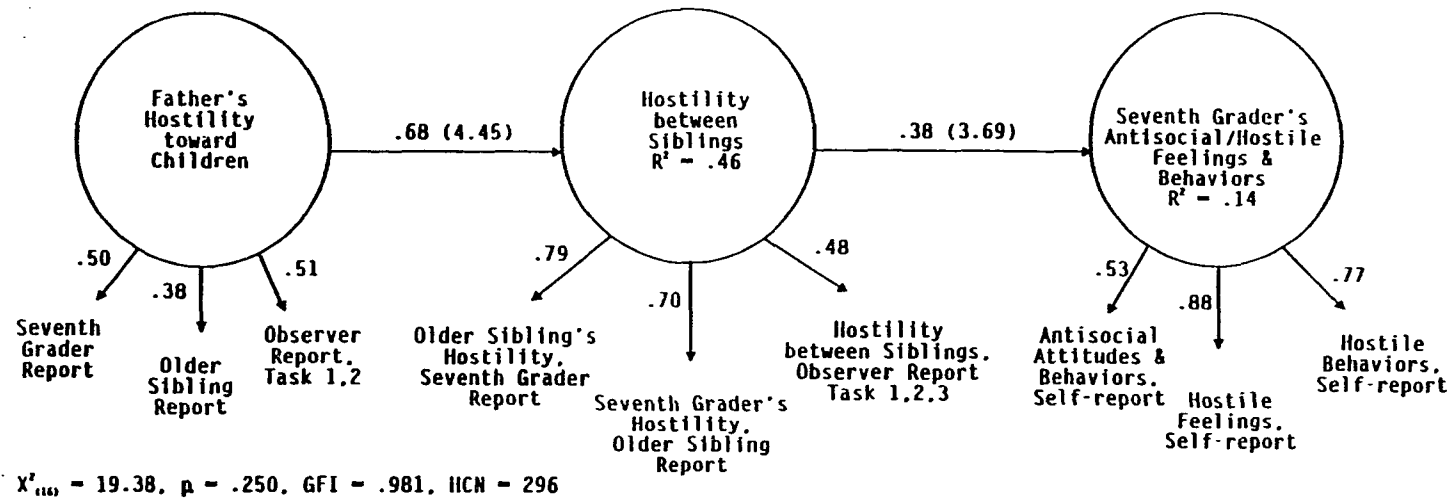 Father's
Hostility
toward
Children
.68 (4.45)
Hostility
between
Siblings
R² = .46
.38 (3.69)
Seventh Grader's
Antisocial/Hostile
Feelings &
Behaviors
R² = .14
.50
.38
.51
.79
.70
.48
.53
.88
.77
Seventh
Grader
Report
Older
Sibling
Report
Observer
Report,
Task 1,2
Older Sibling's
Hostility,
Seventh Grader
Report
Seventh Grader's
Hostility,
Older Sibling
Report
Hostility
between Siblings,
Observer Report
Task 1,2,3
Antisocial
Attitudes &
Behaviors,
Self-report
Hostile
Feelings,
Self-report
Hostile
Behaviors,
Self-report
X²₍₁₆₎ = 19.38, p = .250, GFI = .981, HCN = 296